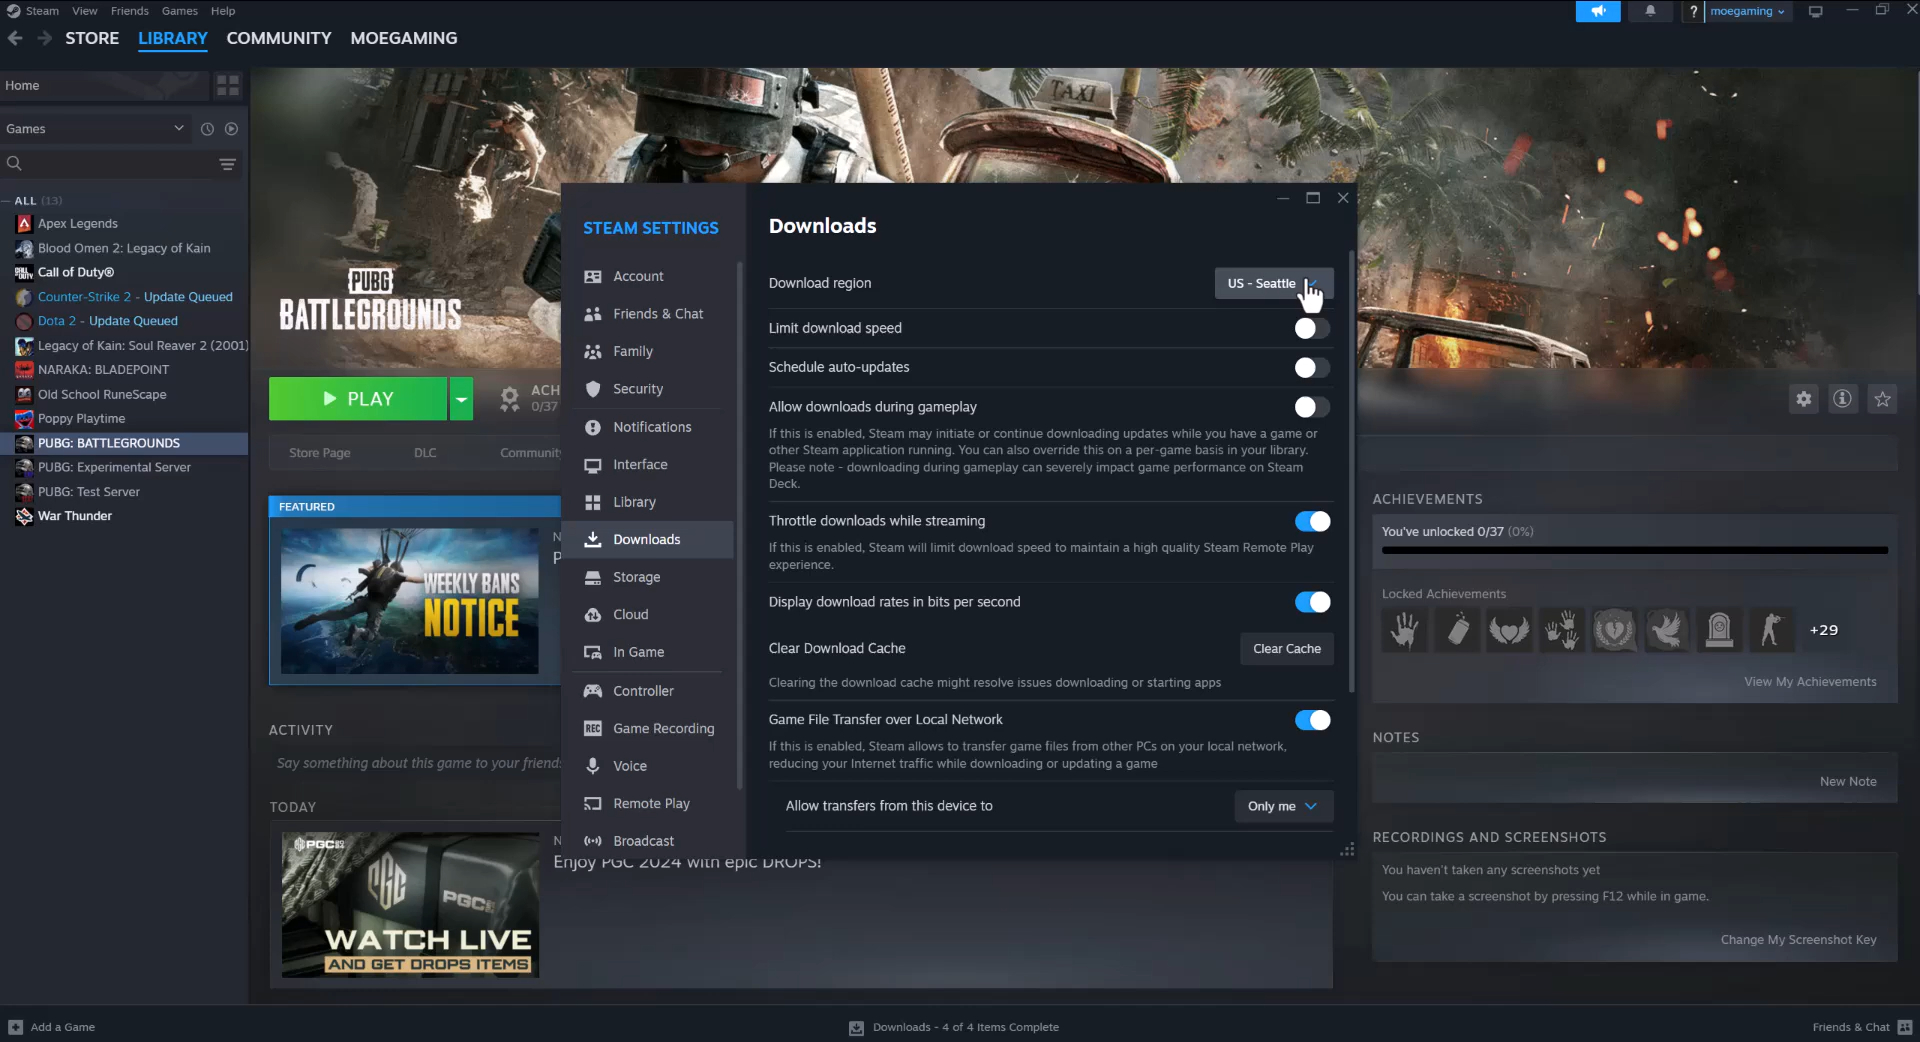 Steam View Friends Games Help
? moegaming
STORE LIBRARY COMMUNITY MOEGAMING
Home
Games
ALL (13)
Apex Legends
Blood Omen 2: Legacy of Kain
Call of Duty®
Counter-Strike 2 - Update Queued
Dota 2 - Update Queued
Legacy of Kain: Soul Reaver 2 (2001)
NARAKA: BLADEPOINT
Old School RuneScape
Poppy Playtime
PUBG: BATTLEGROUNDS
PUBG: Experimental Server
PUBG: Test Server
War Thunder
TAXI
PUBG
BATTLEGROUNDS
PLAY
ACH
0/37
Store Page DLC Community
FEATURED
WEEKLY BANS
NOTICE
N
P
ACTIVITY
Say something about this game to your friend
TODAY
N
Enjoy PGC 2024 with epic DROPS!
PGC
PGC
WATCH LIVE
AND GET DROPS ITEMS
STEAM SETTINGS
Account
Friends & Chat
Family
Security
Notifications
Interface
Library
Downloads
Storage
Cloud
In Game
Controller
REC Game Recording
Voice
Remote Play
Broadcast
Downloads
Download region US - Seattle
Limit download speed
Schedule auto-updates
Allow downloads during gameplay
If this is enabled, Steam may initiate or continue downloading updates while you have a game or
other Steam application running. You can also override this on a per-game basis in your library.
Please note - downloading during gameplay can severely impact game performance on Steam
Deck.
Throttle downloads while streaming
If this is enabled, Steam will limit download speed to maintain a high quality Steam Remote Play
experience.
Display download rates in bits per second
Clear Download Cache Clear Cache
Clearing the download cache might resolve issues downloading or starting apps
Game File Transfer over Local Network
If this is enabled, Steam allows to transfer game files from other PCs on your local network,
reducing your Internet traffic while downloading or updating a game
Allow transfers from this device to Only me
ACHIEVEMENTS
You've unlocked 0/37 (0%)
Locked Achievements
+29
View My Achievements
NOTES
New Note
RECORDINGS AND SCREENSHOTS
You haven't taken any screenshots yet
You can take a screenshot by pressing F12 while in game.
Change My Screenshot Key
Add a Game
Downloads - 4 of 4 Items Complete
Friends & Chat